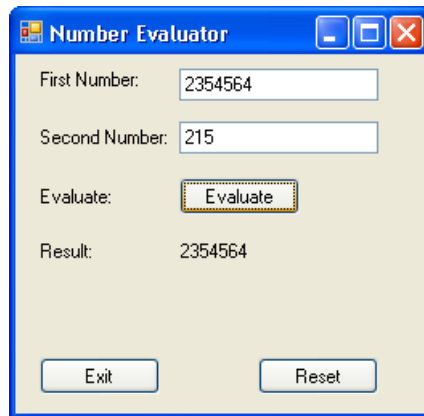 Number Evaluator
First Number: 2354564
Second Number: 215
Evaluate: Evaluate
Result: 2354564
Exit Reset